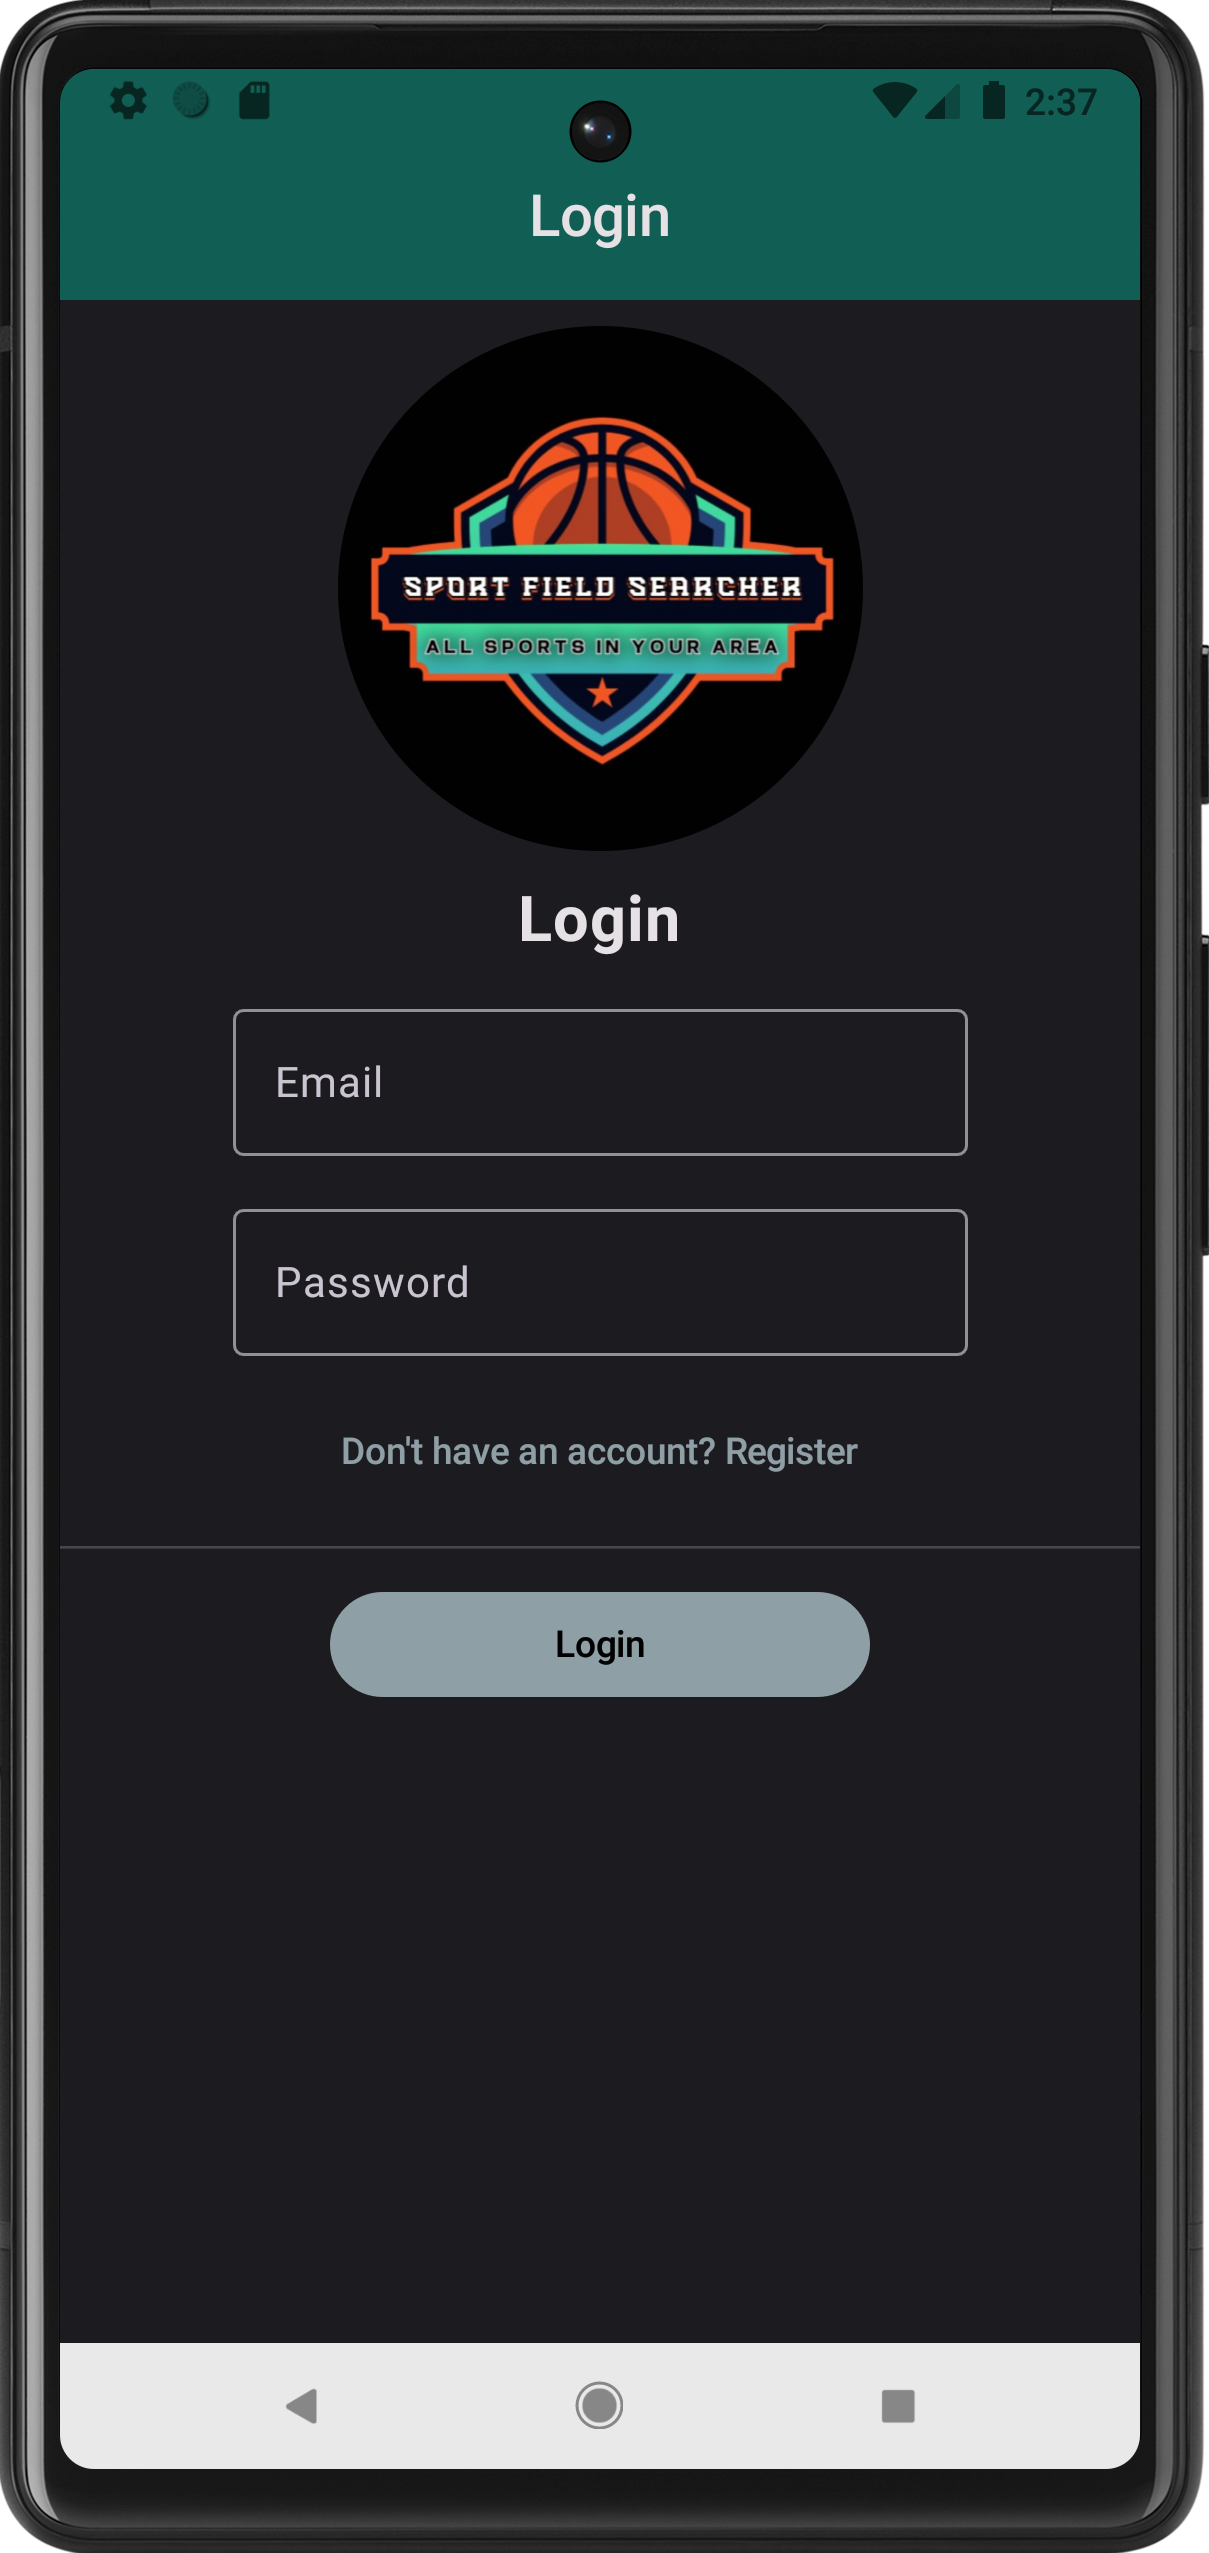 2:37
Login
SPORT FIELD SEARCHER
ALL SPORTS IN YOUR AREA
Login
Email
Password
Don't have an account? Register
Login